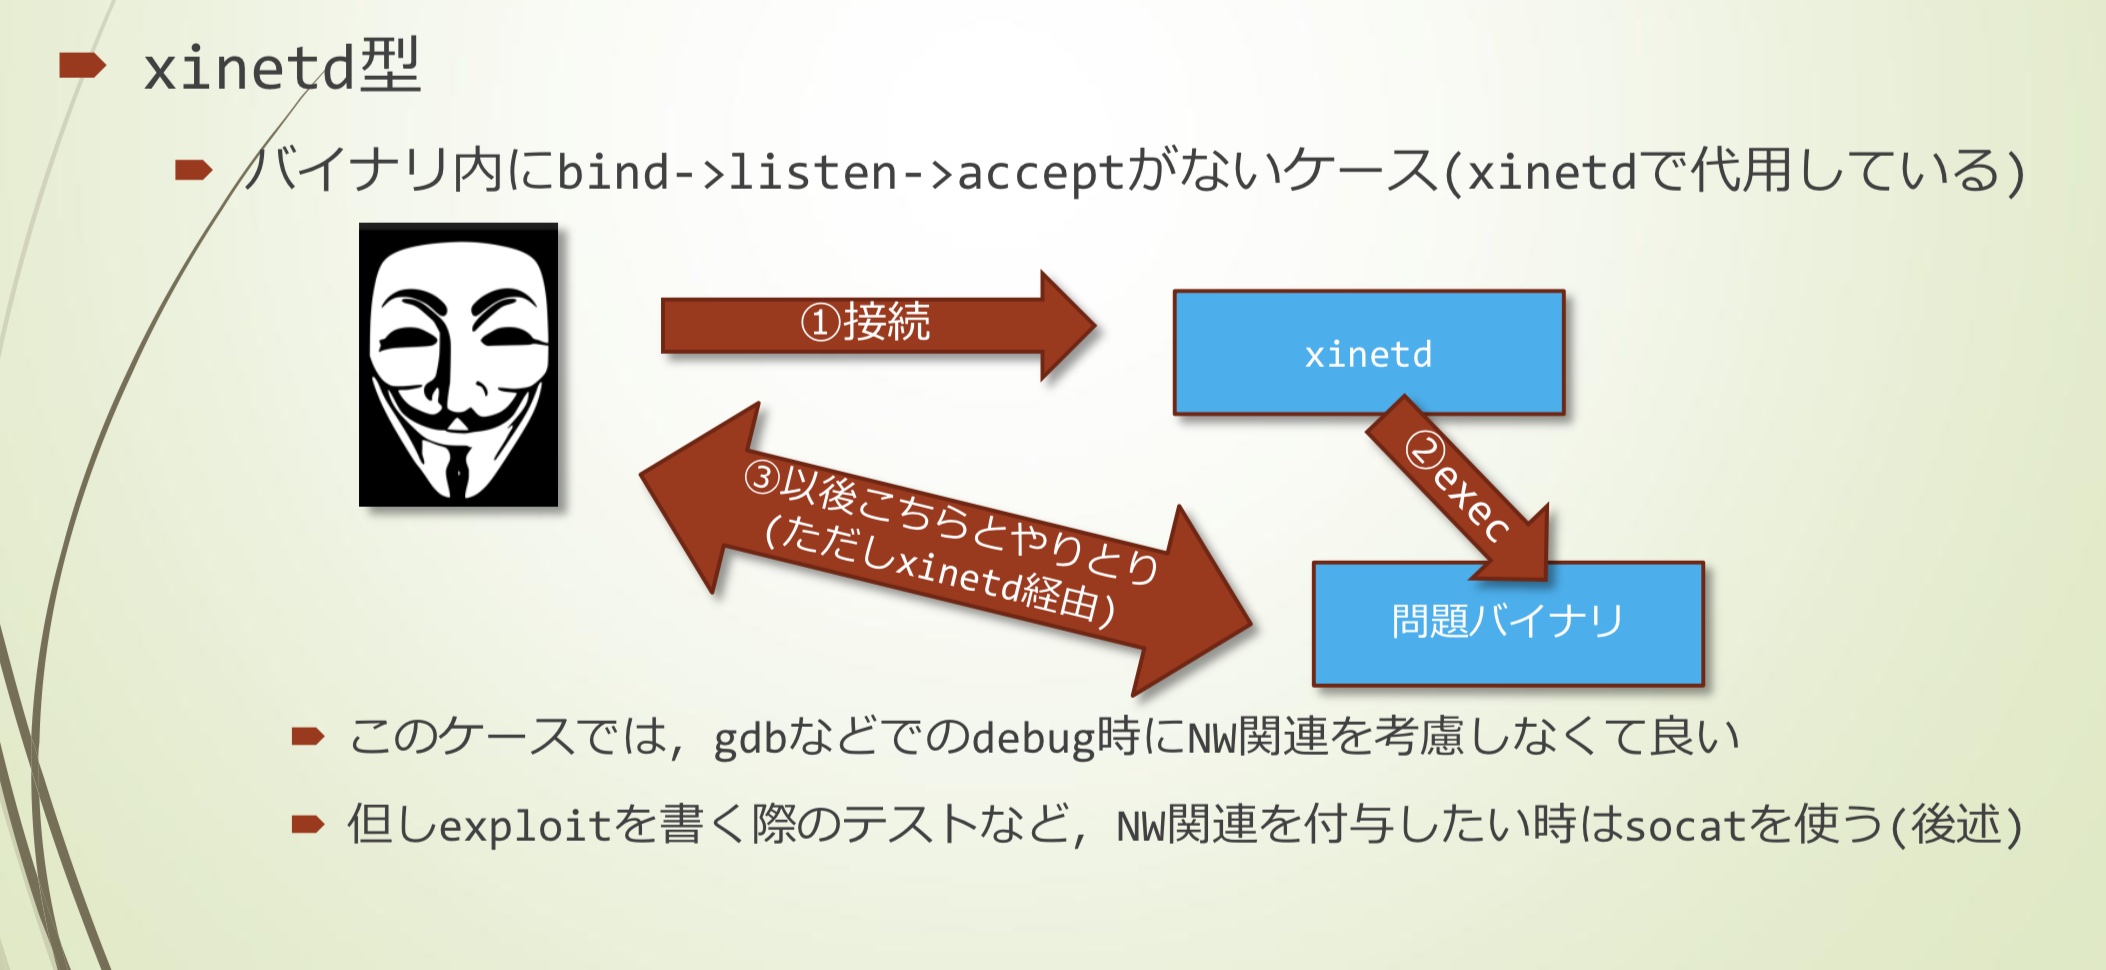 xinetd型
バイナリ内にbind->listen->acceptがないケース(xinetdで代用している)
①接続
xinetd
②exec
③以後こちらとやりとり
(ただしxinetd経由)
問題バイナリ
このケースでは, gdbなどでのdebug時にNW関連を考慮しなくて良い
但しexploitを書く際のテストなど, NW関連を付与したい時はsocatを使う(後述)